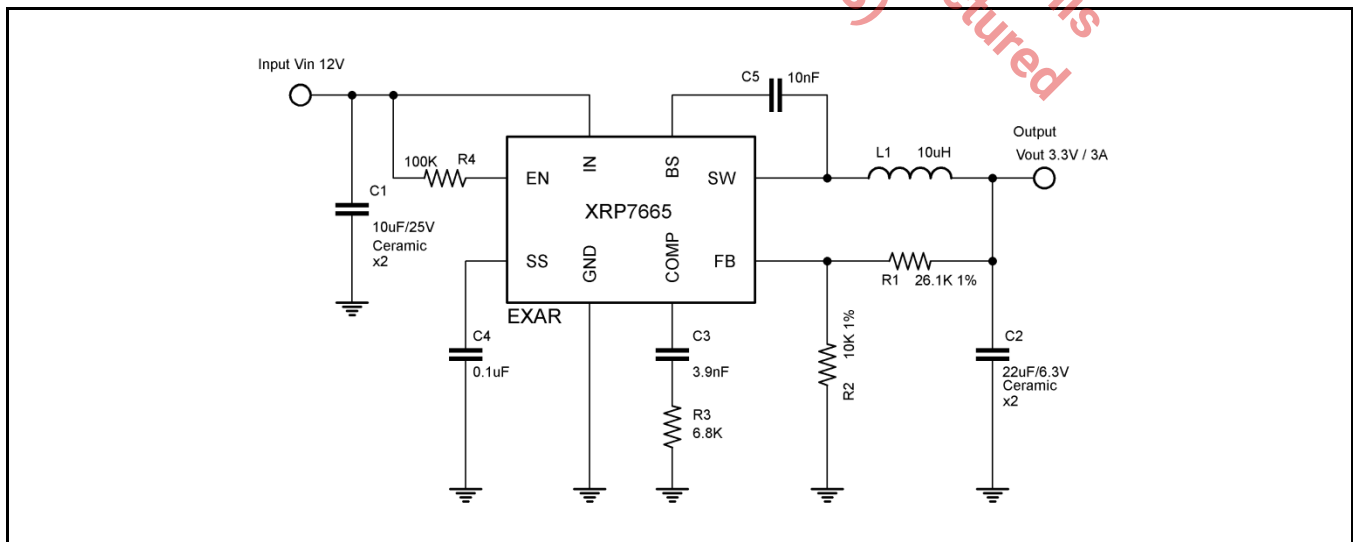 ils
s)
ctured
Input Vin 12V
C5 10nF
Output
Vout 3.3V / 3A
L1 10uH
100K R4
EN
IN
BS
SW
C1
10uF/25V
Ceramic
x2
XRP7665
SS
GND
COMP
FB
R1 26.1K 1%
EXAR
C4
0.1uF
C3
3.9nF
R2 10K 1%
C2
22uF/6.3V
Ceramic
x2
R3
6.8K